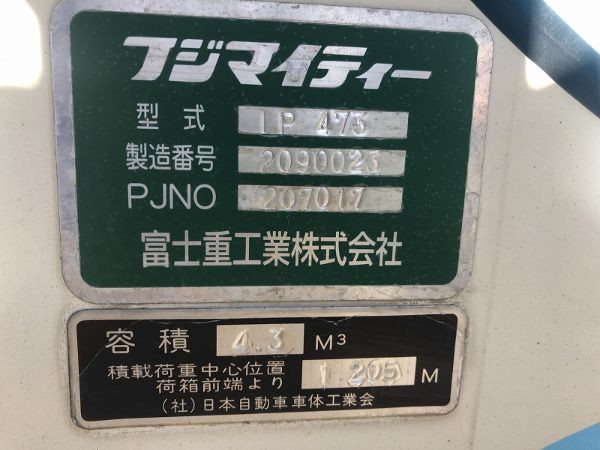 フジマイティー
型式 1P 473
製造番号 2090023
PJNO 207017
富士重工業株式会社
容積 4.3 M³
積載荷重中心位置
荷箱前端より 1.205 M
(社)日本自動車車体工業会